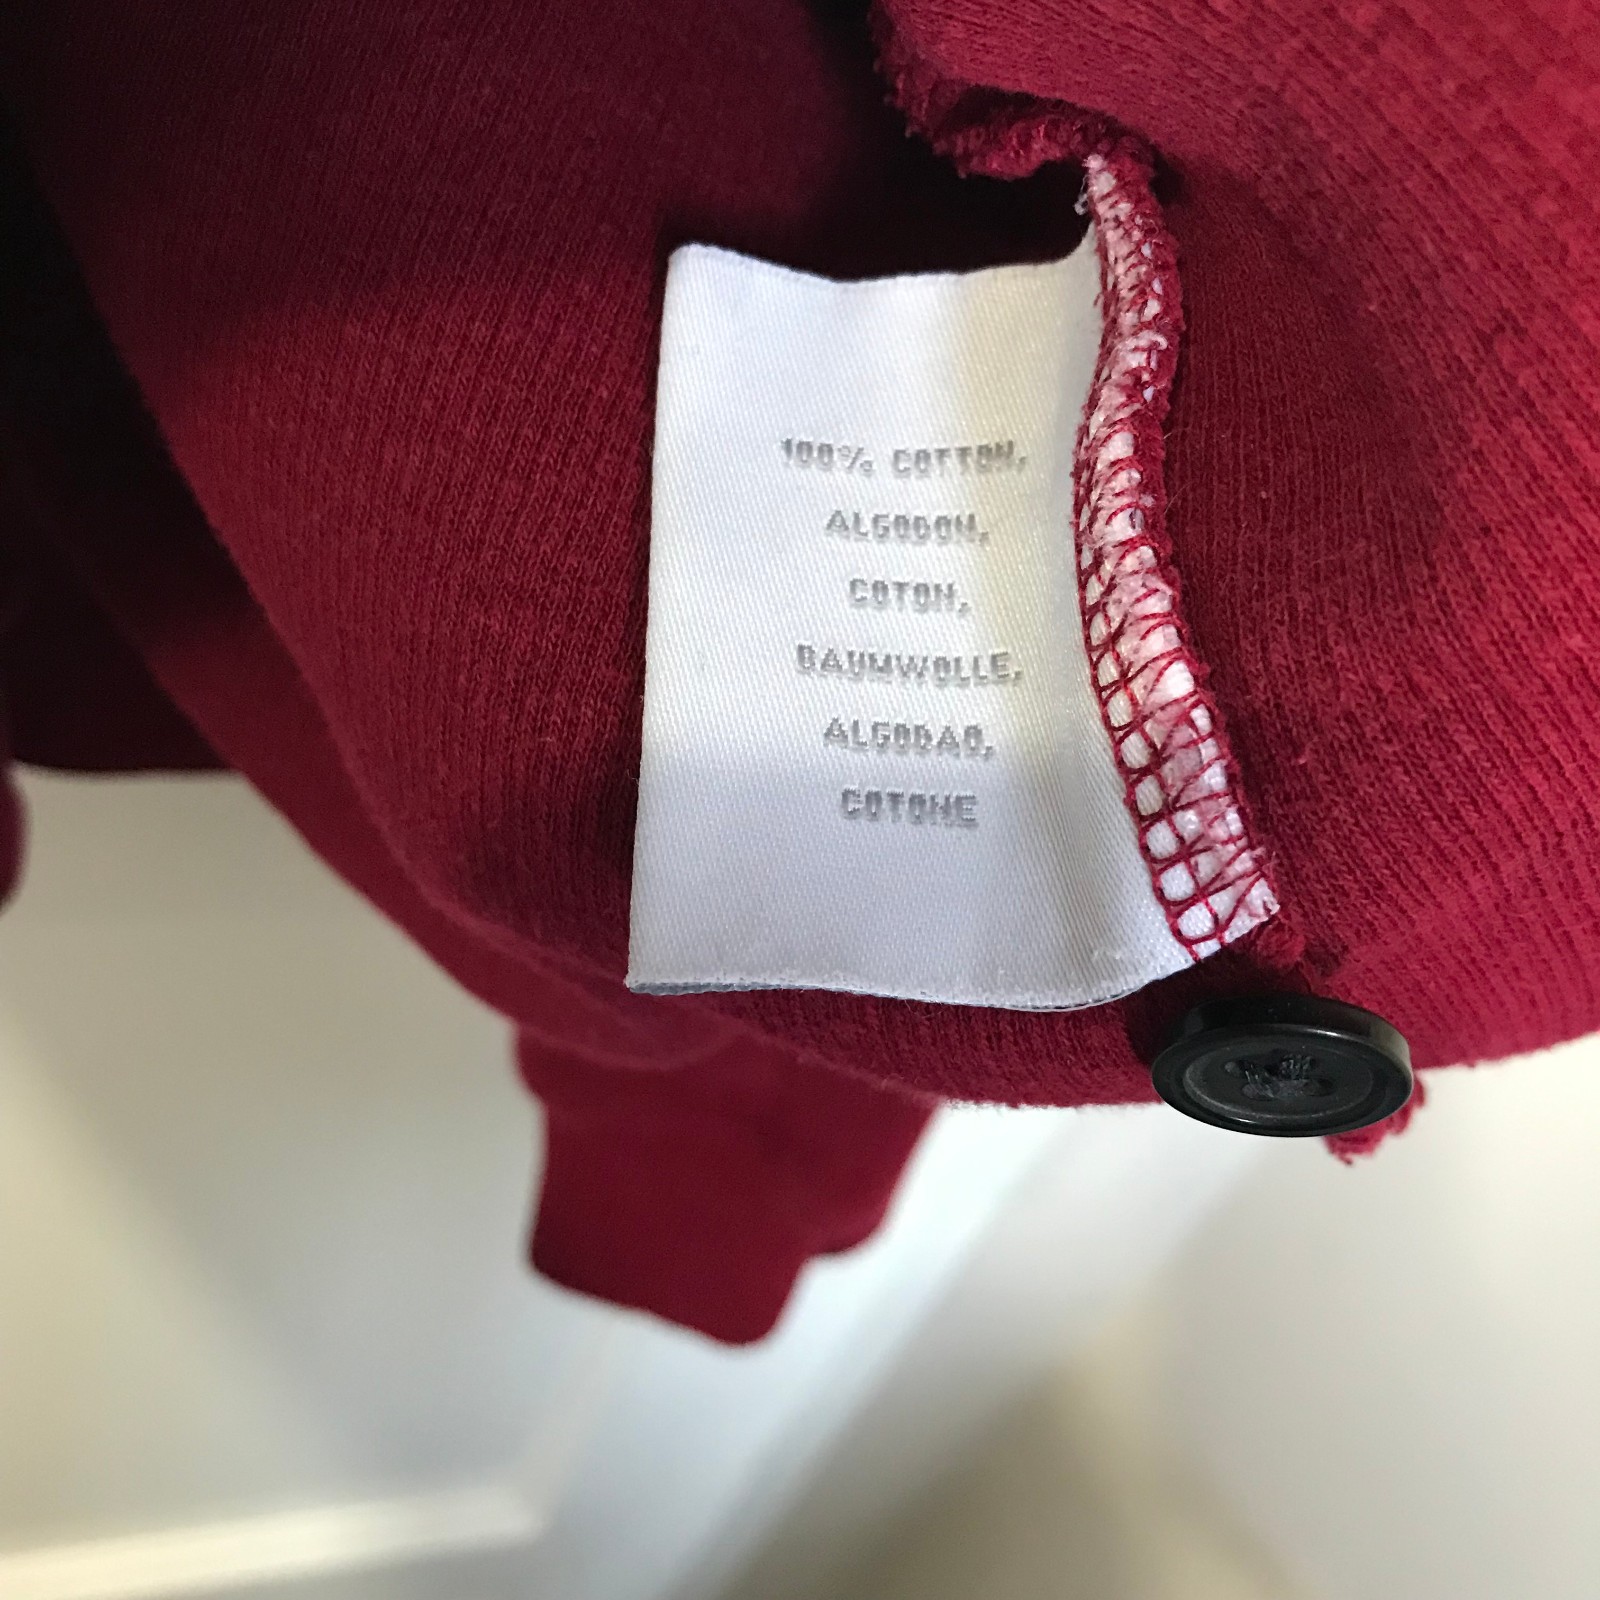 100% COTTON,
ALGODON,
COTON,
BAUMWOLLE,
ALGODAO,
COTONE